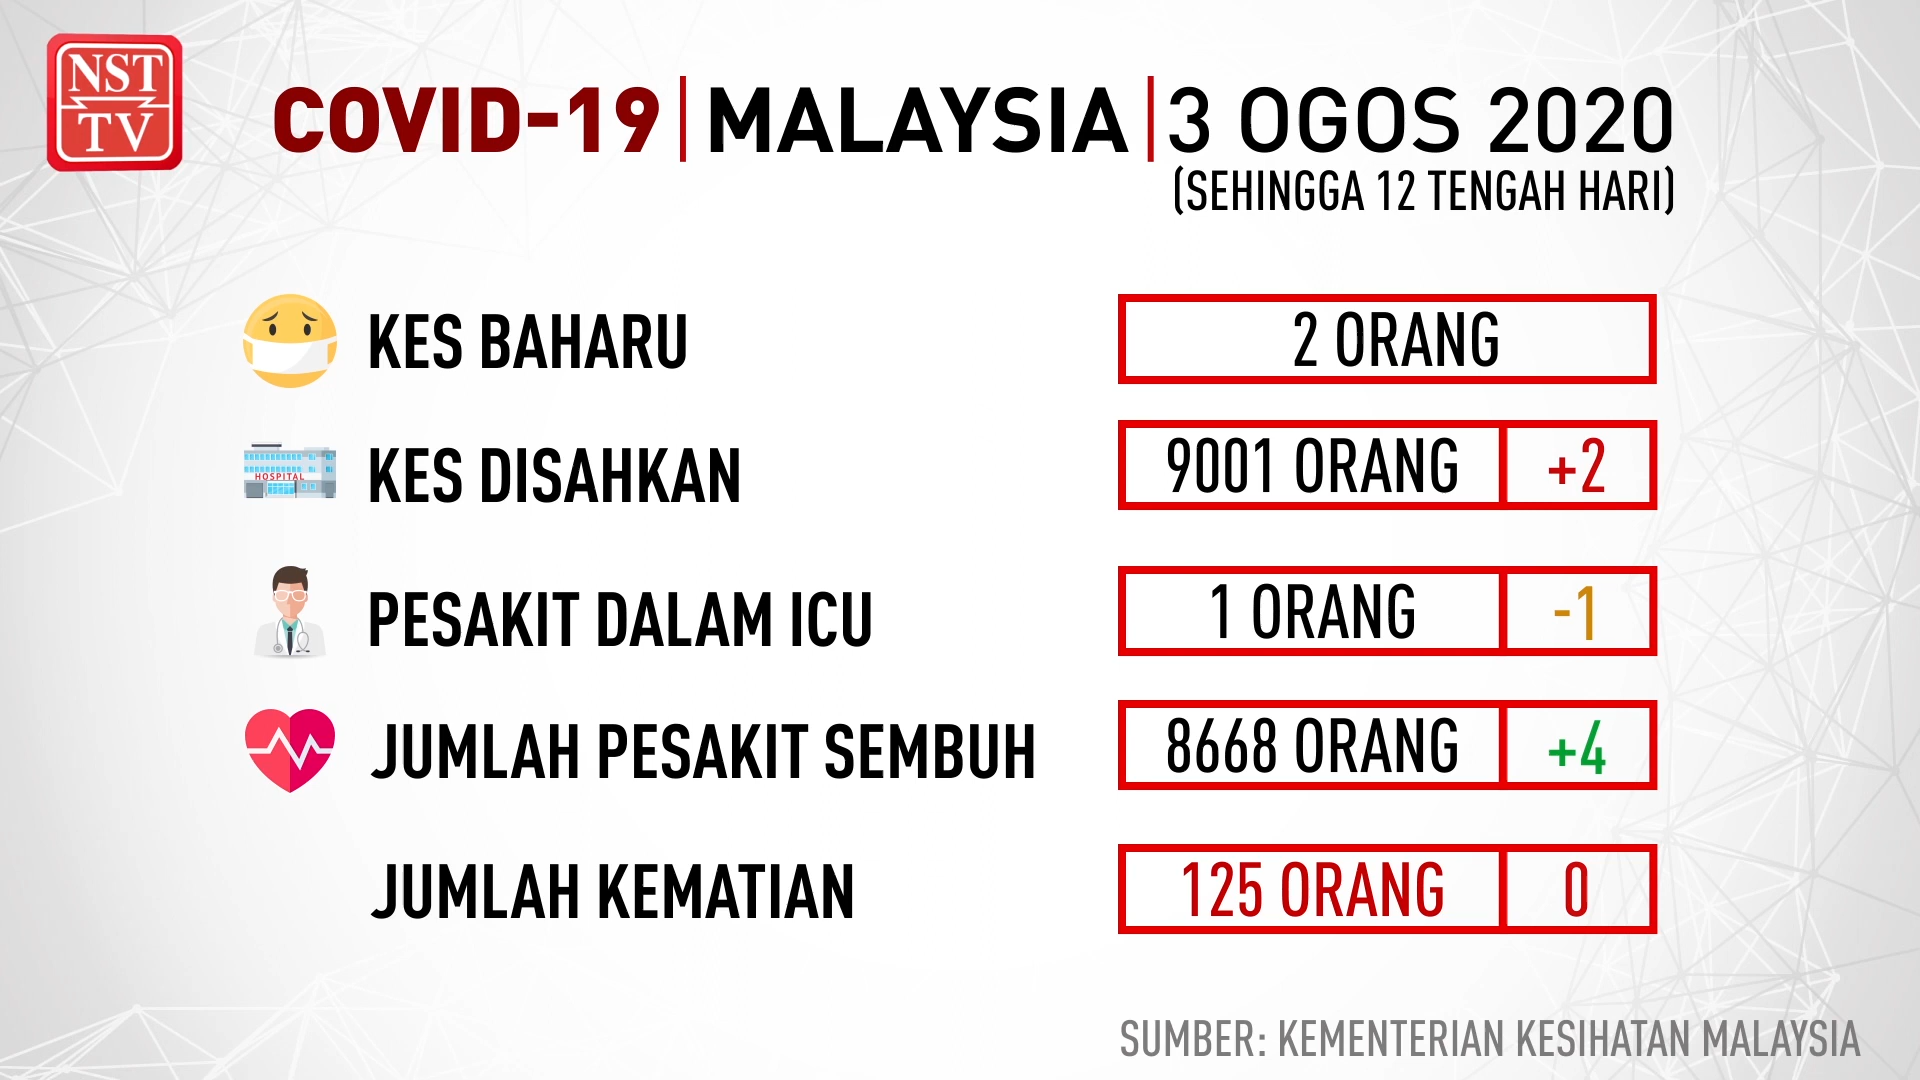 NST
TV
COVID-19 | MALAYSIA | 3 OGOS 2020
(SEHINGGA 12 TENGAH HARI)
KES BAHARU 2 ORANG
HOSPITAL
KES DISAHKAN 9001 ORANG +2
PESAKIT DALAM ICU 1 ORANG -1
JUMLAH PESAKIT SEMBUH 8668 ORANG +4
JUMLAH KEMATIAN 125 ORANG 0
SUMBER: KEMENTERIAN KESIHATAN MALAYSIA